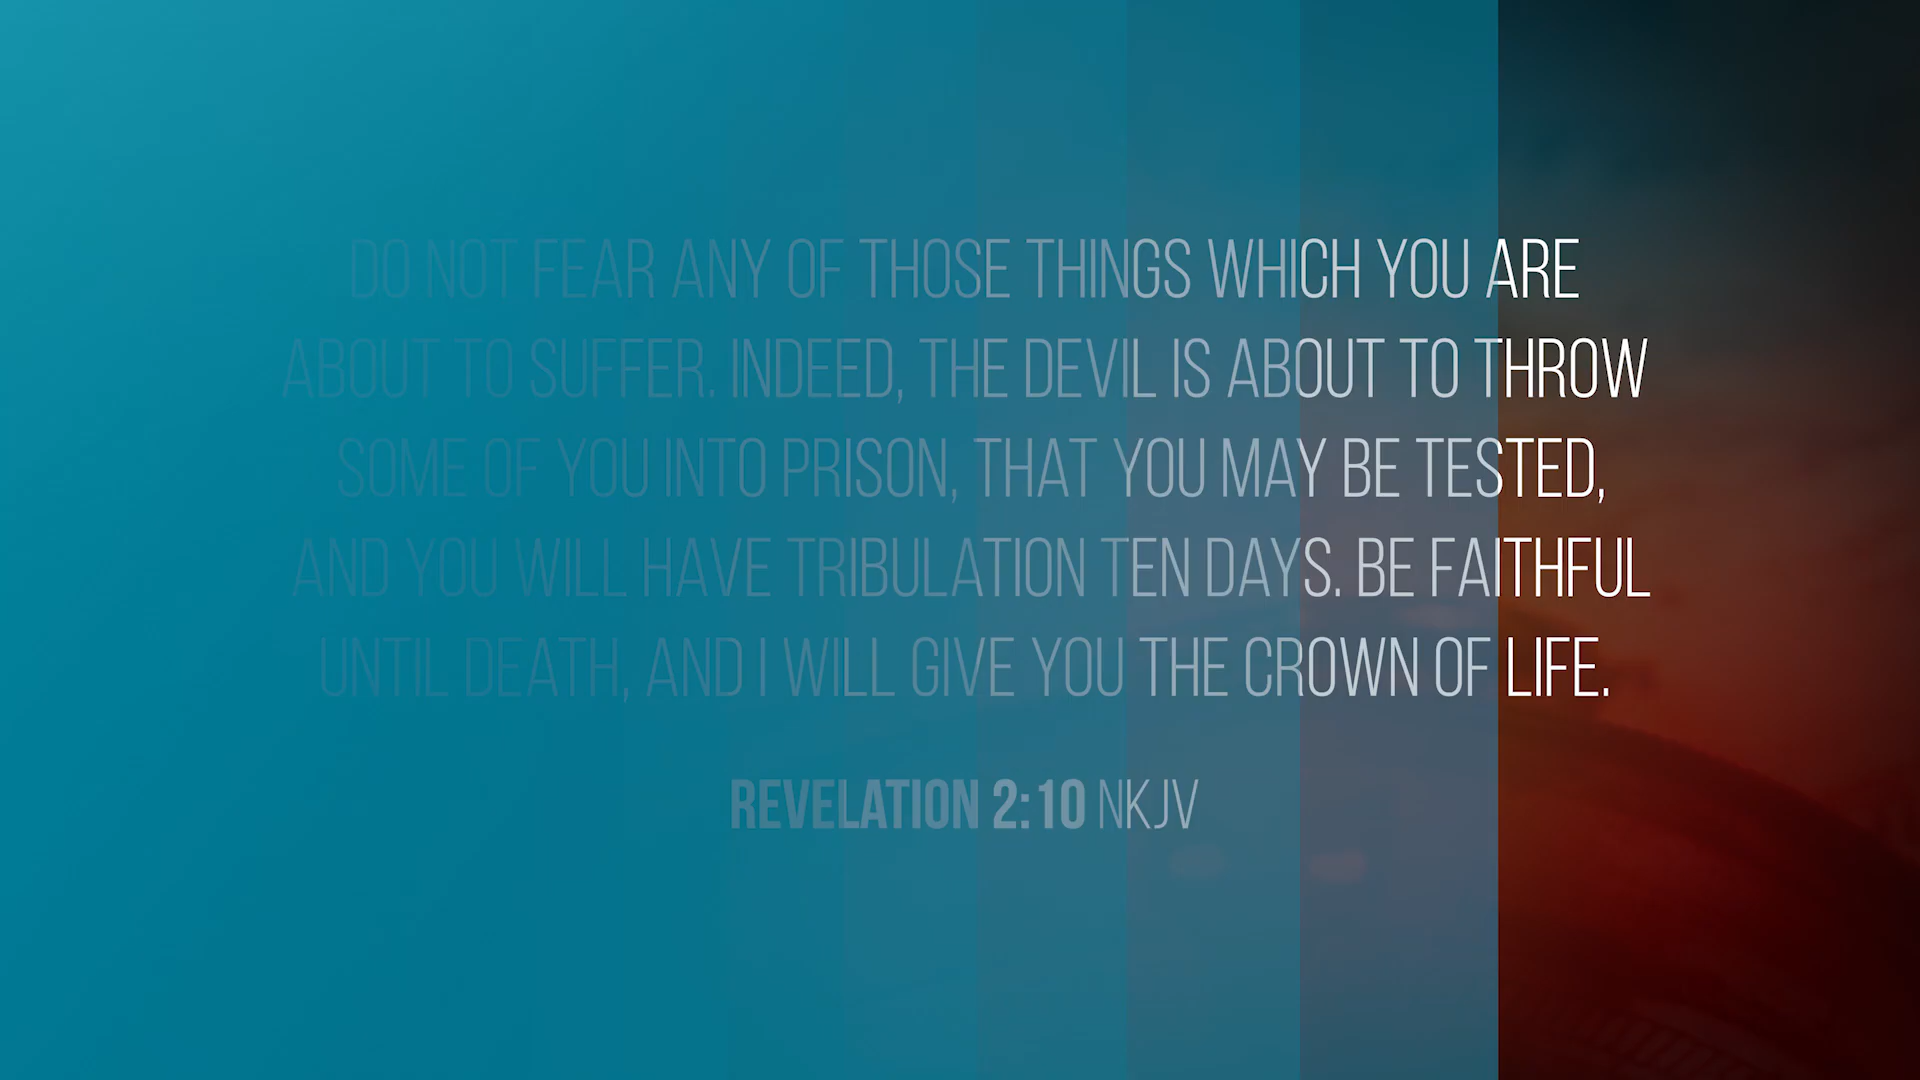 DO NOT FEAR ANY OF THOSE THINGS WHICH YOU ARE
ABOUT TO SUFFER. INDEED, THE DEVIL IS ABOUT TO THROW
SOME OF YOU INTO PRISON, THAT YOU MAY BE TESTED,
AND YOU WILL HAVE TRIBULATION TEN DAYS. BE FAITHFUL
UNTIL DEATH, AND I WILL GIVE YOU THE CROWN OF LIFE.
REVELATION 2:10 NKJV